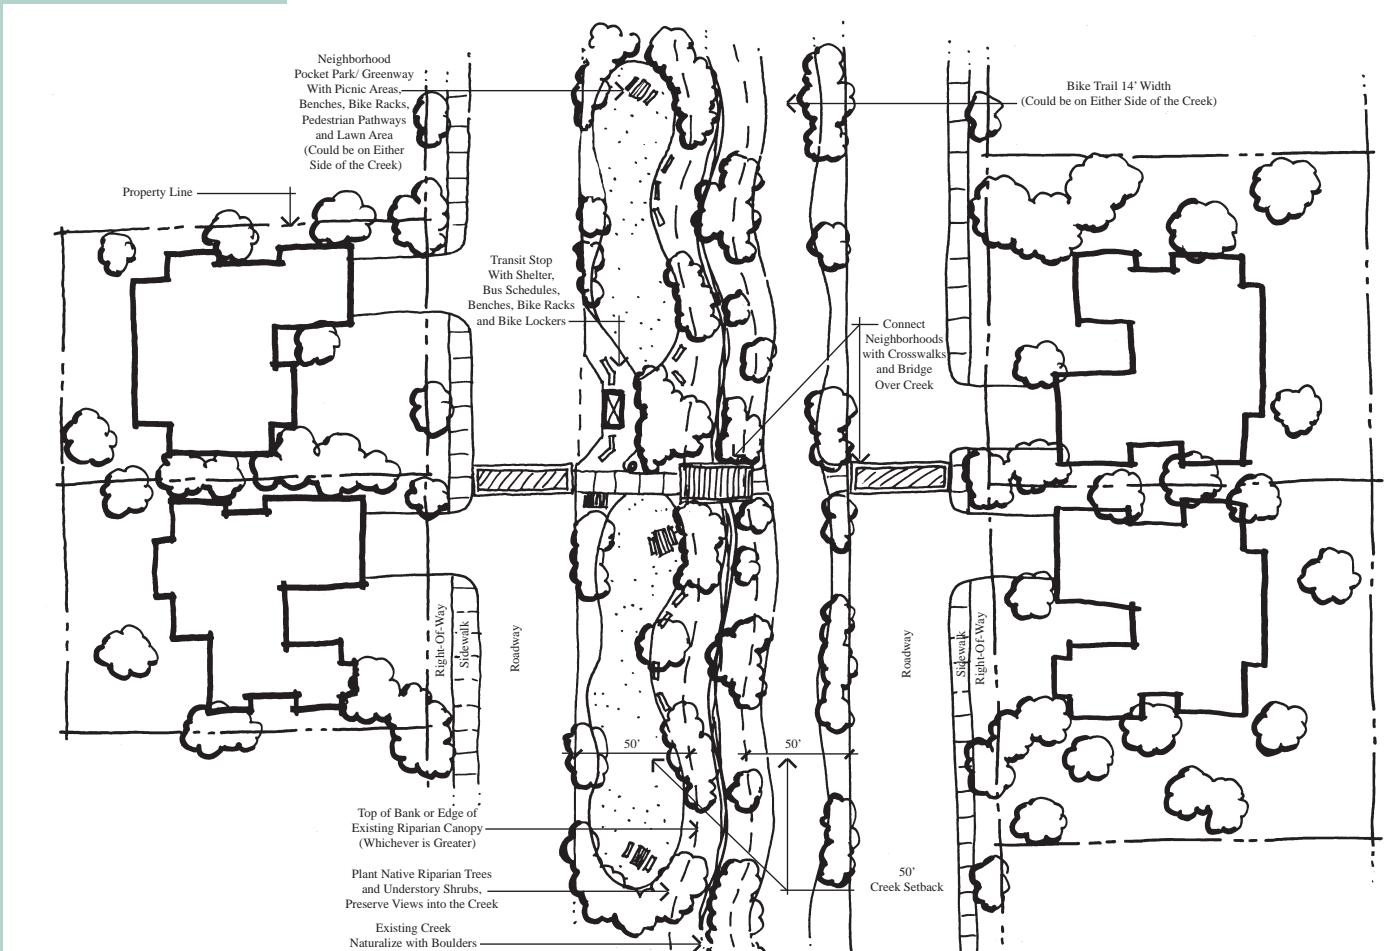 Neighborhood
Pocket Park/ Greenway
With Picnic Areas,
Benches, Bike Racks,
Pedestrian Pathways
and Lawn Area
(Could be on Either
Side of the Creek)
Bike Trail 14' Width
(Could be on Either Side of the Creek)
Property Line
Transit Stop
With Shelter,
Bus Schedules,
Benches, Bike Racks
and Bike Lockers
Connect
Neighborhoods
with Crosswalks
and Bridge
Over Creek
Right-Of-Way
Sidewalk
Roadway
Roadway
Sidewalk
Right-Of-Way
50'
50'
Top of Bank or Edge of
Existing Riparian Canopy
(Whichever is Greater)
50'
Creek Setback
Plant Native Riparian Trees
and Understory Shrubs,
Preserve Views into the Creek
Existing Creek
Naturalize with Boulders